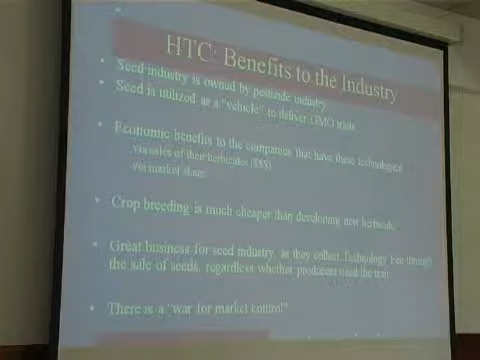 HTC: Benefits to the Industry
• Seed industry is owned by pesticide industry
• Seed is utilized as a "vehicle" to deliver GMO traits
• Economic benefits to the companies that have these technologies
via sales of their herbicides ($$$)
via market share
• Crop breeding is much cheaper than developing new herbicide
• Great business for seed industry, as they collect Technology Fee through
the sale of seeds, regardless whether producers need the trait
• There is a "war for market control"